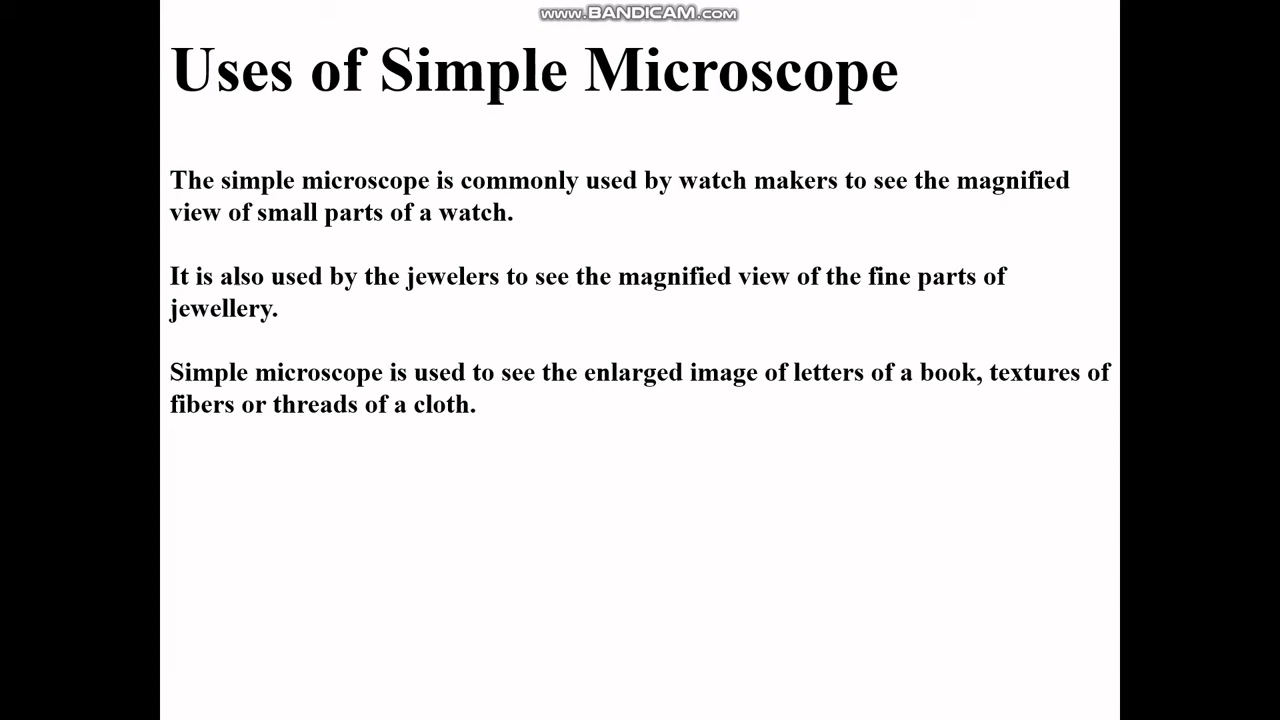 www.BANDICAM.com
Uses of Simple Microscope
The simple microscope is commonly used by watch makers to see the magnified
view of small parts of a watch.
It is also used by the jewelers to see the magnified view of the fine parts of
jewellery.
Simple microscope is used to see the enlarged image of letters of a book, textures of
fibers or threads of a cloth.